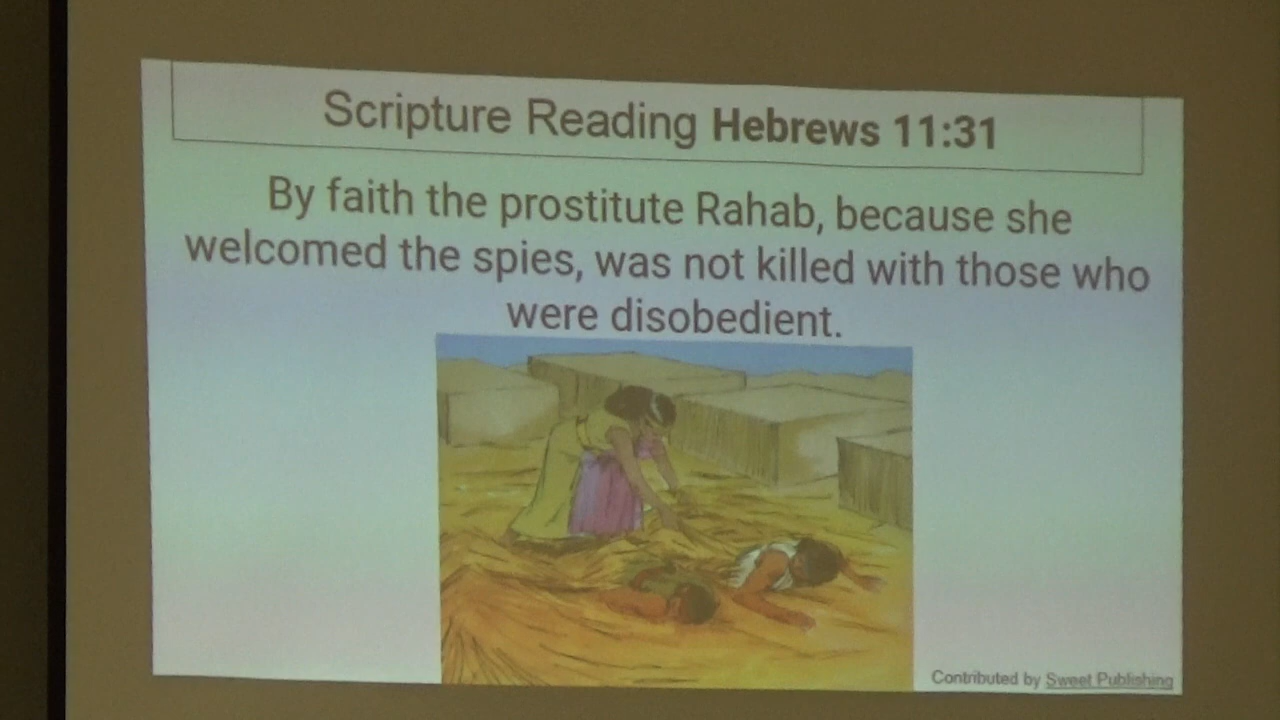 Scripture Reading Hebrews 11:31
By faith the prostitute Rahab, because she
welcomed the spies, was not killed with those who
were disobedient.
Contributed by Sweet Publishing